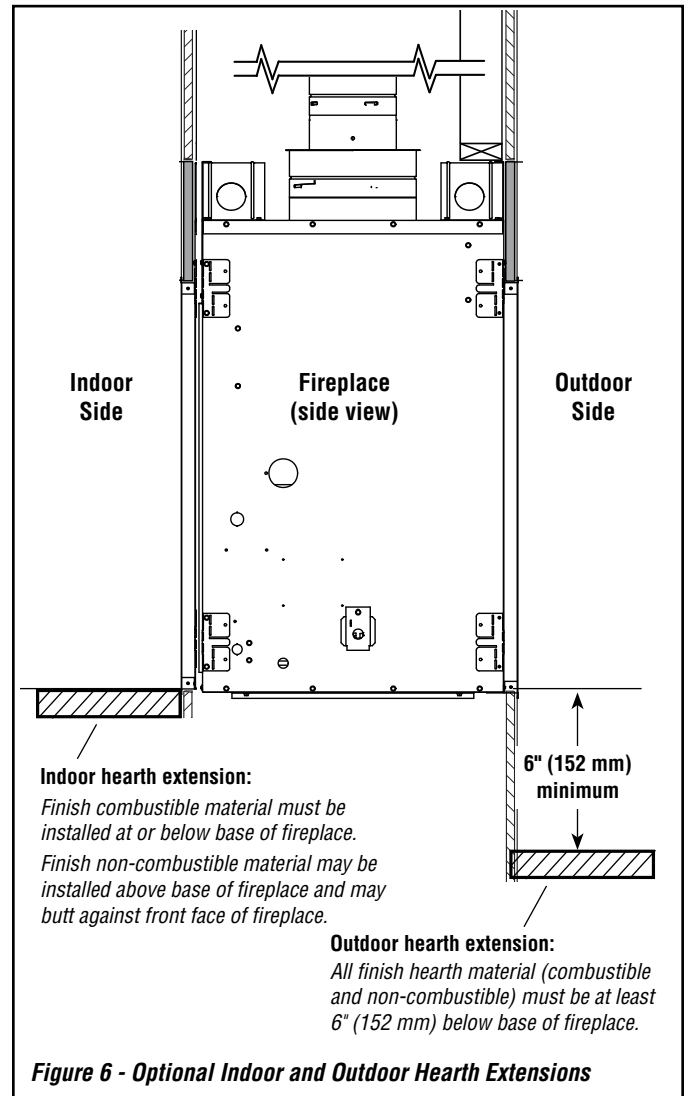 Indoor
Side
Fireplace
(side view)
Outdoor
Side
6" (152 mm)
minimum
Indoor hearth extension:
Finish combustible material must be
installed at or below base of fireplace.
Finish non-combustible material may be
installed above base of fireplace and may
butt against front face of fireplace.
Outdoor hearth extension:
All finish hearth material (combustible
and non-combustible) must be at least
6" (152 mm) below base of fireplace.
Figure 6 - Optional Indoor and Outdoor Hearth Extensions